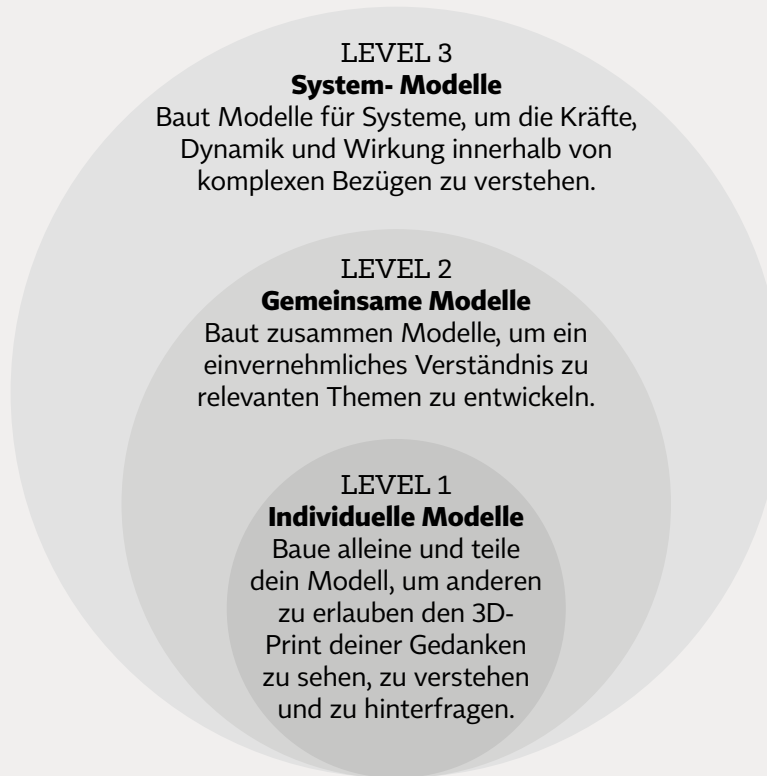 LEVEL 3
System- Modelle
Baut Modelle für Systeme, um die Kräfte,
Dynamik und Wirkung innerhalb von
komplexen Bezügen zu verstehen.
LEVEL 2
Gemeinsame Modelle
Baut zusammen Modelle, um ein
einvernehmliches Verständnis zu
relevanten Themen zu entwickeln.
LEVEL 1
Individuelle Modelle
Baue alleine und teile
dein Modell, um anderen
zu erlauben den 3D-
Print deiner Gedanken
zu sehen, zu verstehen
und zu hinterfragen.